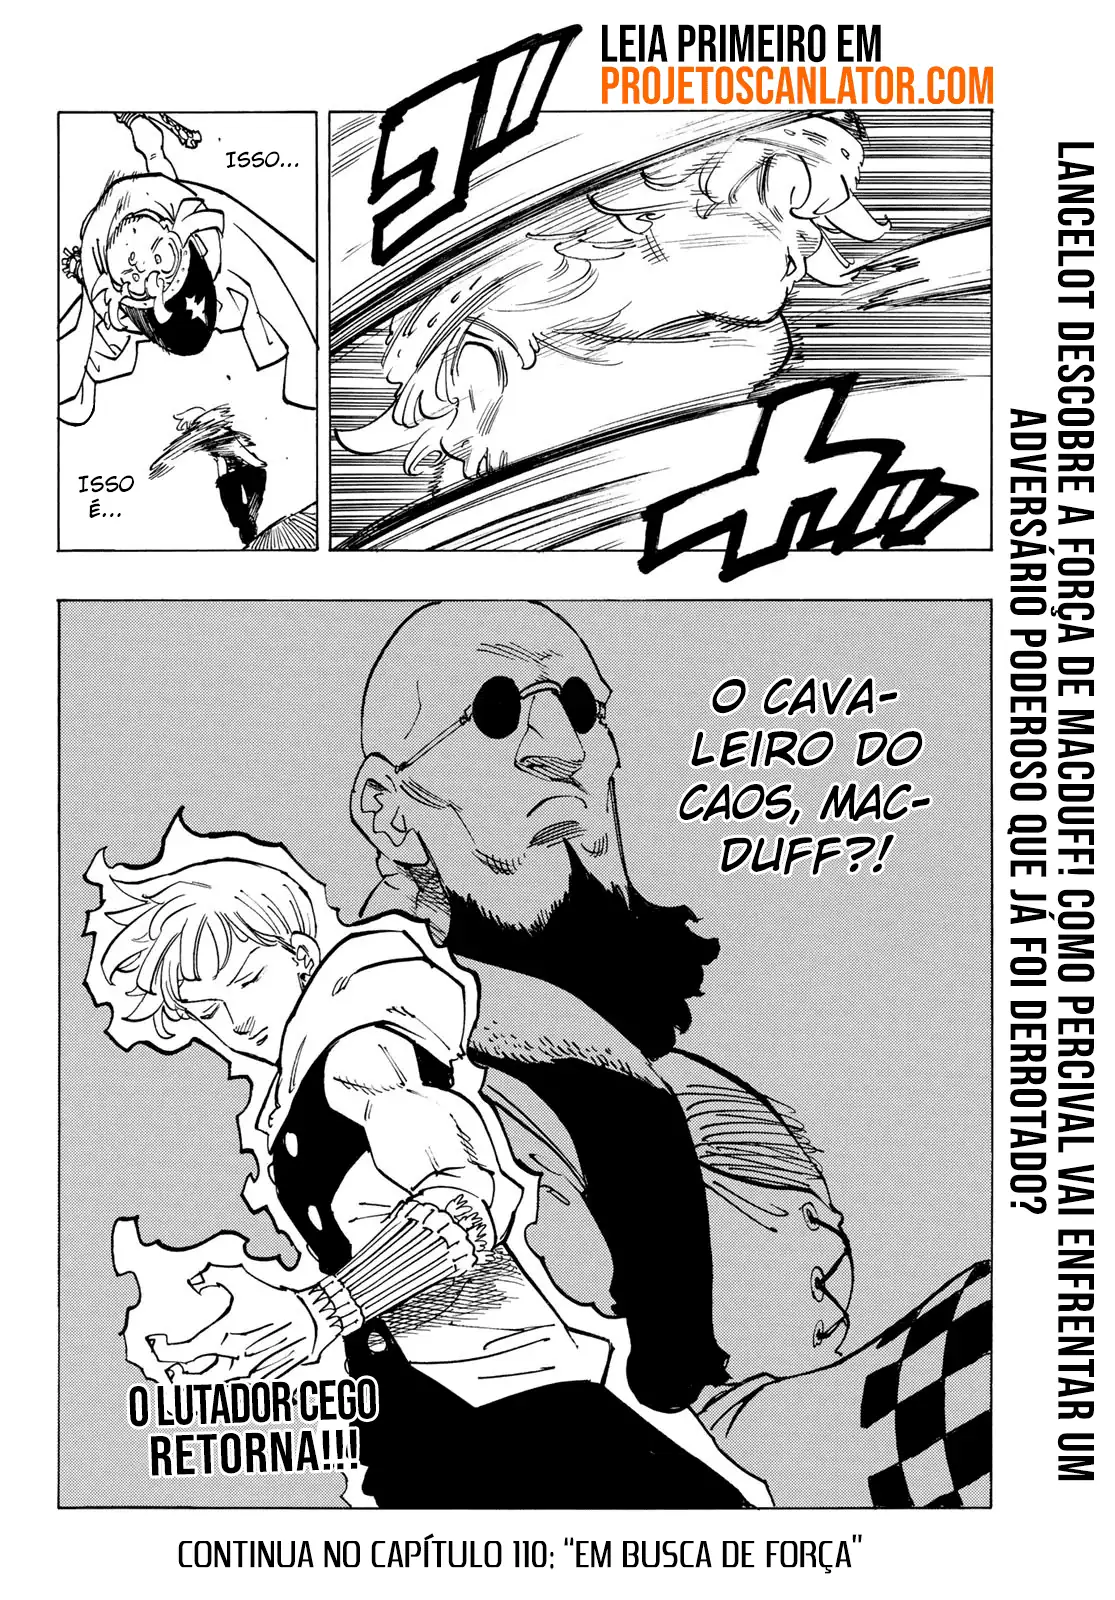 LEIA PRIMEIRO EM
PROJETOSCANLATOR.COM
ISSO...
ISSO
É...
O CAVA-
LEIRO DO
CAOS, MAC-
DUFF?!
O LUTADOR CEGO
RETORNA!!!
LANCELOT DESCOBRE A FORÇA DE MACDUFF! COMO PERCIVAL VAI ENFRENTAR UM
ADVERSÁRIO PODEROSO QUE JÁ FOI DERROTADO?
CONTINUA NO CAPÍTULO 110: “EM BUSCA DE FORÇA”